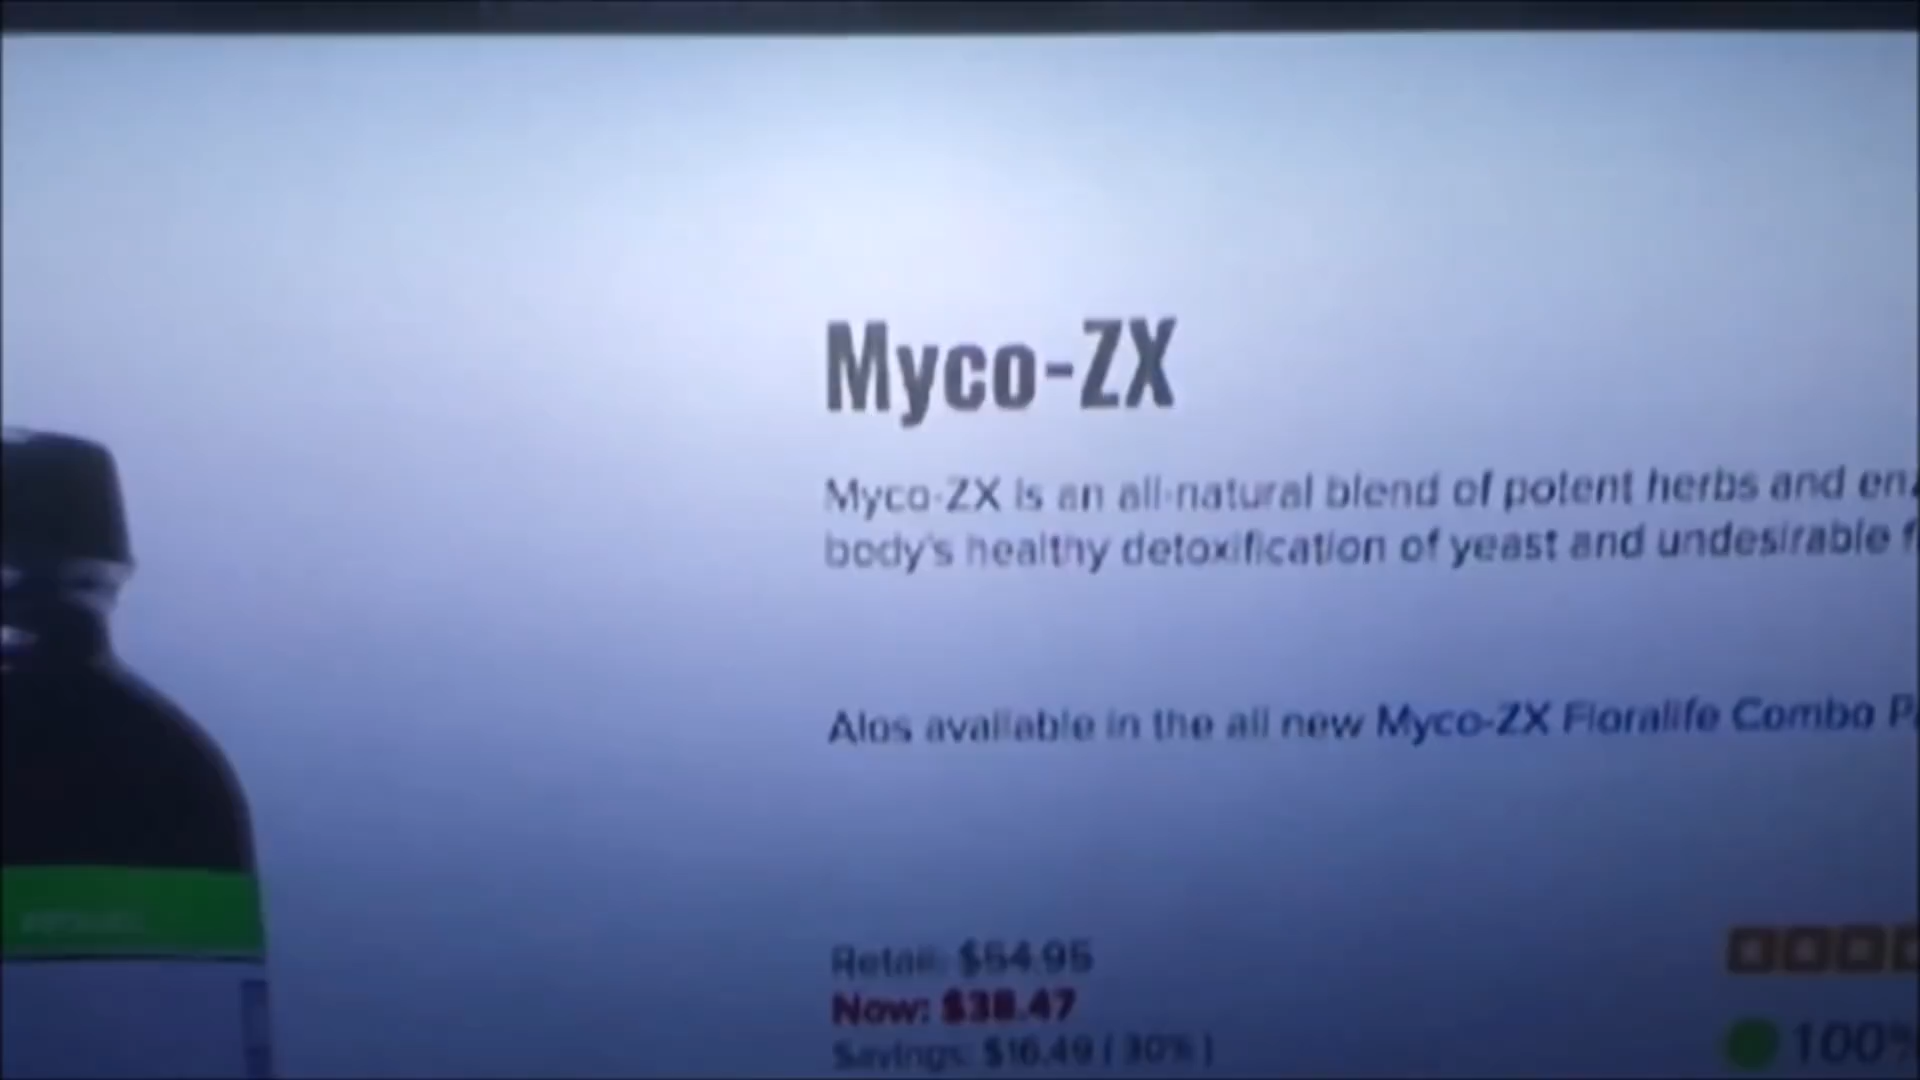 Myco-ZX
Myco-ZX is an all-natural blend of potent herbs and
body's healthy detoxification of yeast and undesirable
Alos available in the all new Myco-ZX Floralife Combo
Retail: $54.95
Now: $38.47
Savings: $16.49 ( 30% )
100%